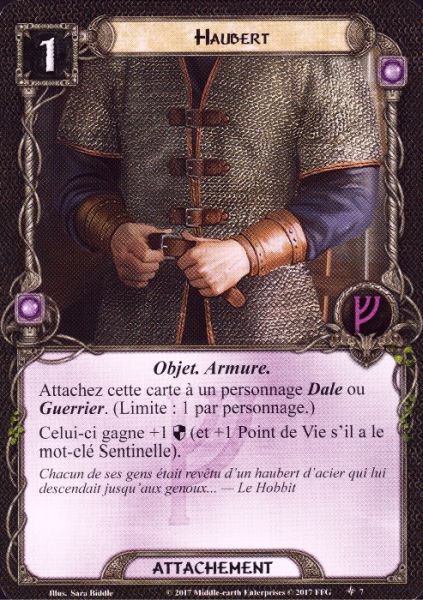 1
HAUBERT
Objet. Armure.
Attachez cette carte à un personnage Dale ou
Guerrier. (Limite : 1 par personnage.)
Celui-ci gagne +1 (et +1 Point de Vie s'il a le
mot-clé Sentinelle).
Chacun de ses gens était revêtu d'un haubert d'acier qui lui
descendait jusqu'aux genoux... — Le Hobbit
ATTACHEMENT
Illus. Sara Biddle © 2017 Middle-earth Enterprises © 2017 FFG 7